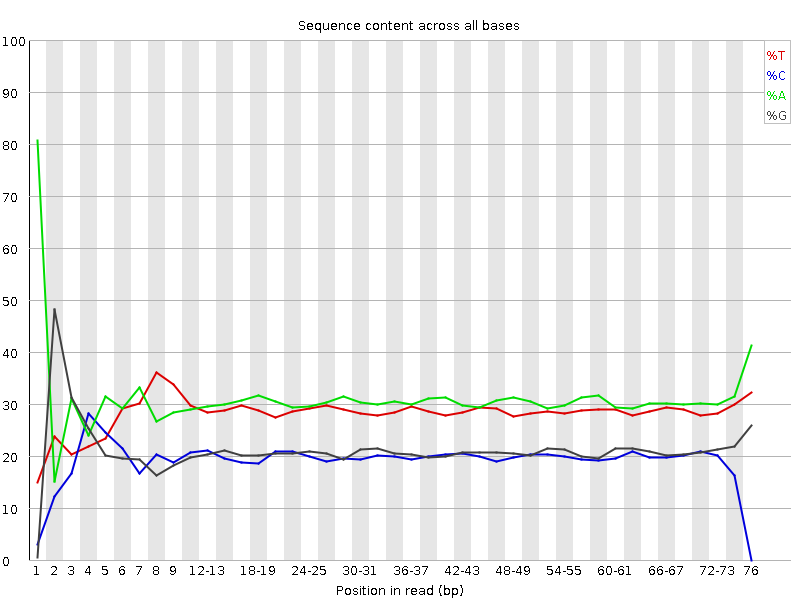 Sequence content across all bases
100
90
80
70
60
50
40
30
20
10
0
%T
%C
%A
%G
1 2 3 4 5 6 7 8 9 12-13 18-19 24-25 30-31 36-37 42-43 48-49 54-55 60-61 66-67 72-73 76
Position in read (bp)